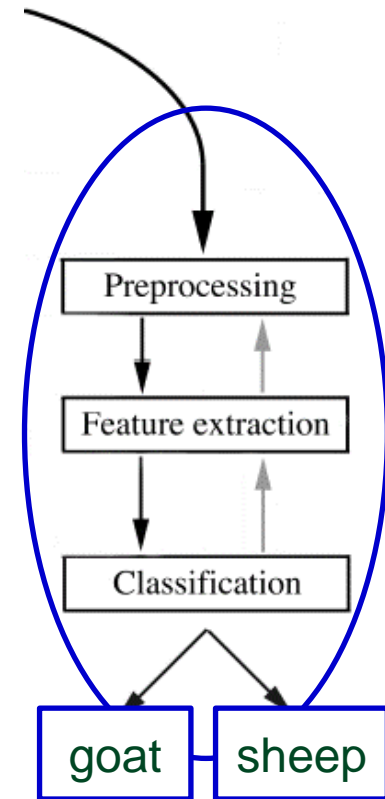 Preprocessing
Feature extraction
Classification
goat sheep